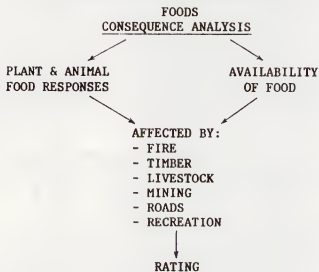 FOODS
CONSEQUENCE ANALYSIS
PLANT & ANIMAL
FOOD RESPONSES
AVAILABILITY
OF FOOD
AFFECTED BY:
- FIRE
- TIMBER
- LIVESTOCK
- MINING
- ROADS
- RECREATION
RATING